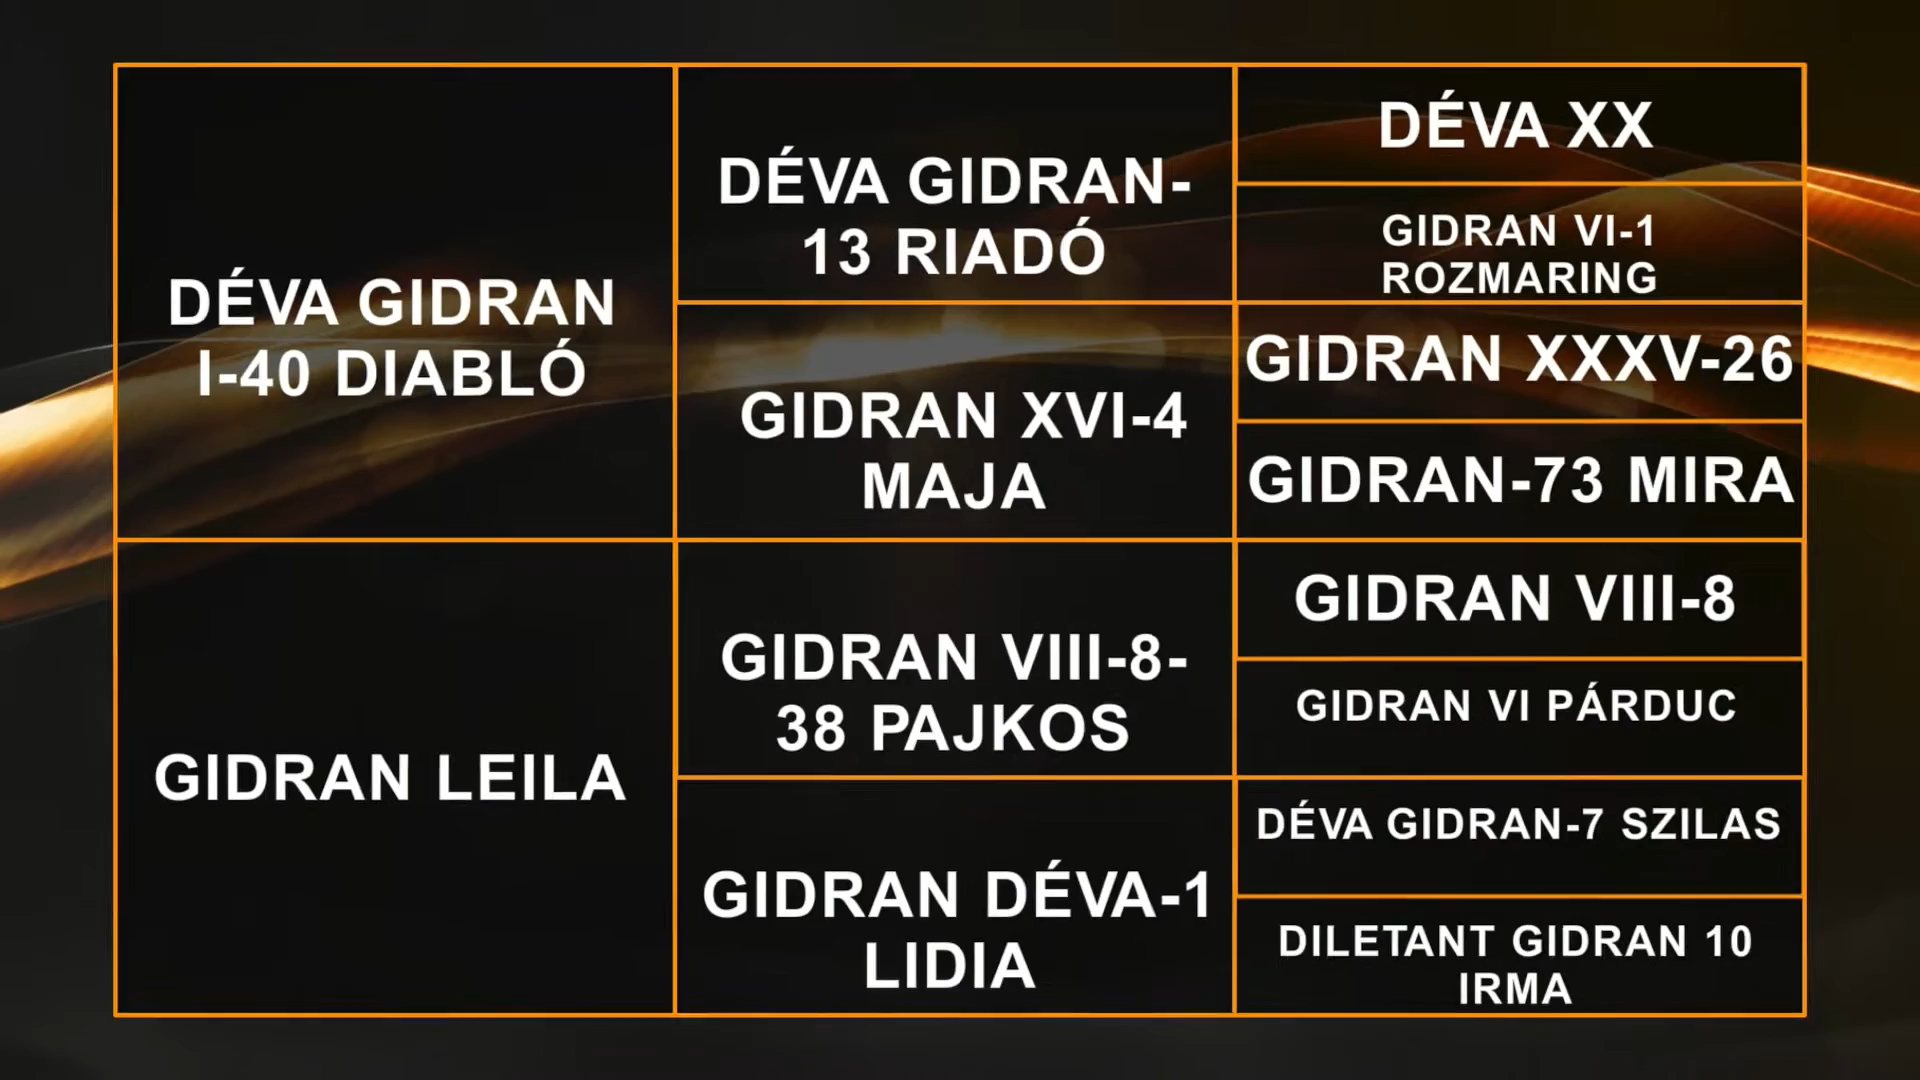 DÉVA GIDRAN
I-40 DIABLÓ
GIDRAN LEILA
DÉVA GIDRAN-
13 RIADÓ
GIDRAN XVI-4
MAJA
GIDRAN VIII-8-
38 PAJKOS
GIDRAN DÉVA-1
LIDIA
DÉVA XX
GIDRAN VI-1
ROZMARING
GIDRAN XXXV-26
GIDRAN-73 MIRA
GIDRAN VIII-8
GIDRAN VI PÁRDUC
DÉVA GIDRAN-7 SZILAS
DILETANT GIDRAN 10
IRMA